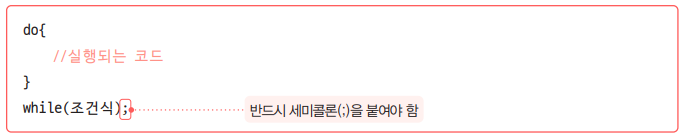 do{
//실행되는 코드
}
while(조건식);
반드시 세미콜론(;)을 붙여야 함